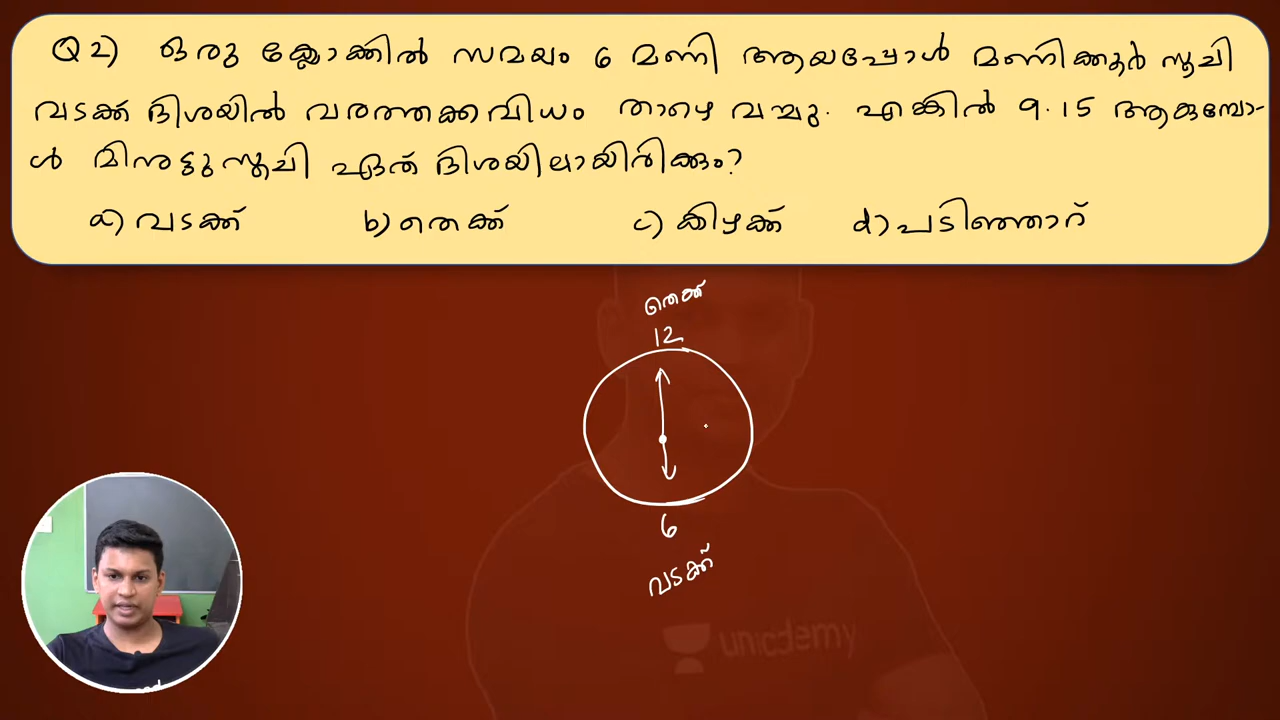 Q2) ഒരു ക്ലോക്കിൽ സമയം 6 മണി ആയപ്പോൾ മണിക്കൂർ സൂചി
വടക്ക് ദിശയിൽ വരത്തക്കവിധം താഴെ വച്ചു. എങ്കിൽ 9.15 ആകുമ്പോ-
ൾ മിനുട്ടുസൂചി ഏത് ദിശയിലായിരിക്കും?
a) വടക്ക് b) തെക്ക് c) കിഴക്ക് d) പടിഞ്ഞാറ്
തെക്ക്
12
6
വടക്ക്
unacademy